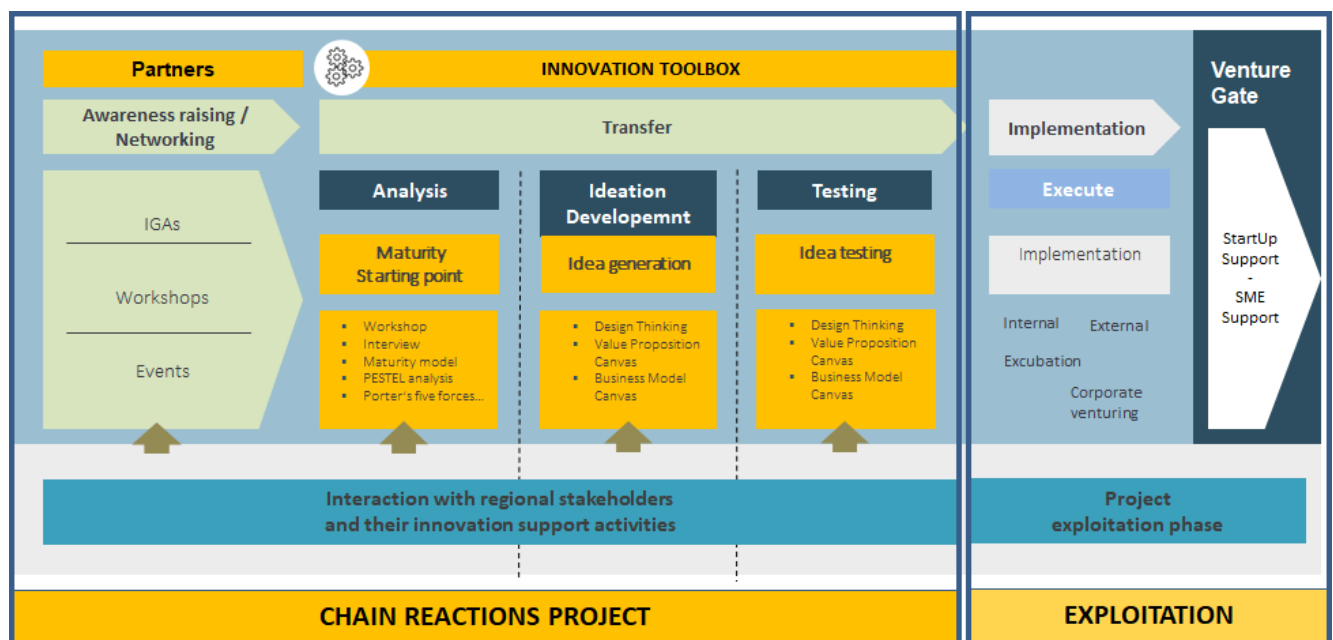 Partners
INNOVATION TOOLBOX
Venture
Gate
Awareness raising /
Networking
Transfer
Implementation
IGAs
Workshops
Events
Analysis
Maturity
Starting point
▪ Workshop
▪ Interview
▪ Maturity model
▪ PESTEL analysis
▪ Porter's five forces...
Ideation
Developemnt
Idea generation
▪ Design Thinking
▪ Value Proposition
Canvas
▪ Business Model
Canvas
Testing
Idea testing
▪ Design Thinking
▪ Value Proposition
Canvas
▪ Business Model
Canvas
Execute
Implementation
Internal
External
Excubation
Corporate
venturing
StartUp
Support
-
SME
Support
Interaction with regional stakeholders
and their innovation support activities
Project
exploitation phase
CHAIN REACTIONS PROJECT
EXPLOITATION